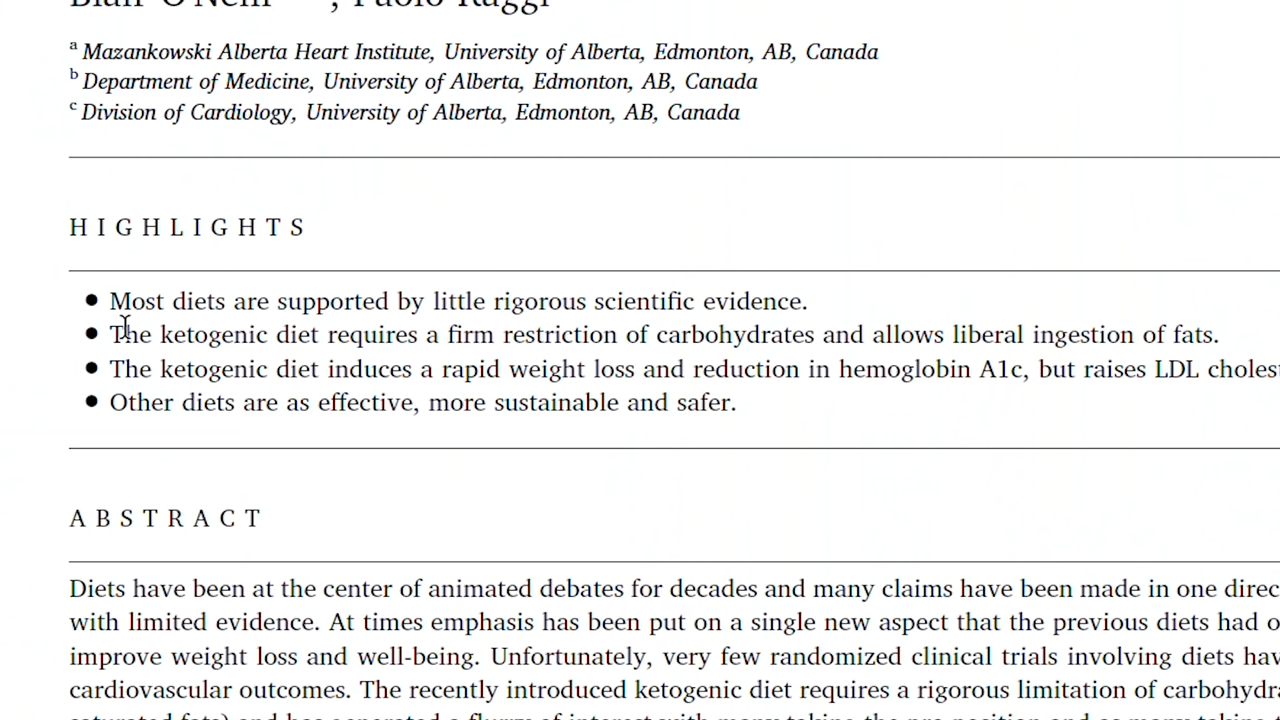 Blair O'Neill , Paolo Raggi
a Mazankowski Alberta Heart Institute, University of Alberta, Edmonton, AB, Canada
b Department of Medicine, University of Alberta, Edmonton, AB, Canada
c Division of Cardiology, University of Alberta, Edmonton, AB, Canada
HIGHLIGHTS
● Most diets are supported by little rigorous scientific evidence.
● The ketogenic diet requires a firm restriction of carbohydrates and allows liberal ingestion of fats.
● The ketogenic diet induces a rapid weight loss and reduction in hemoglobin A1c, but raises LDL
● Other diets are as effective, more sustainable and safer.
ABSTRACT
Diets have been at the center of animated debates for decades and many claims have been made in one
with limited evidence. At times emphasis has been put on a single new aspect that the previous diets had
improve weight loss and well-being. Unfortunately, very few randomized clinical trials involving diets
cardiovascular outcomes. The recently introduced ketogenic diet requires a rigorous limitation of